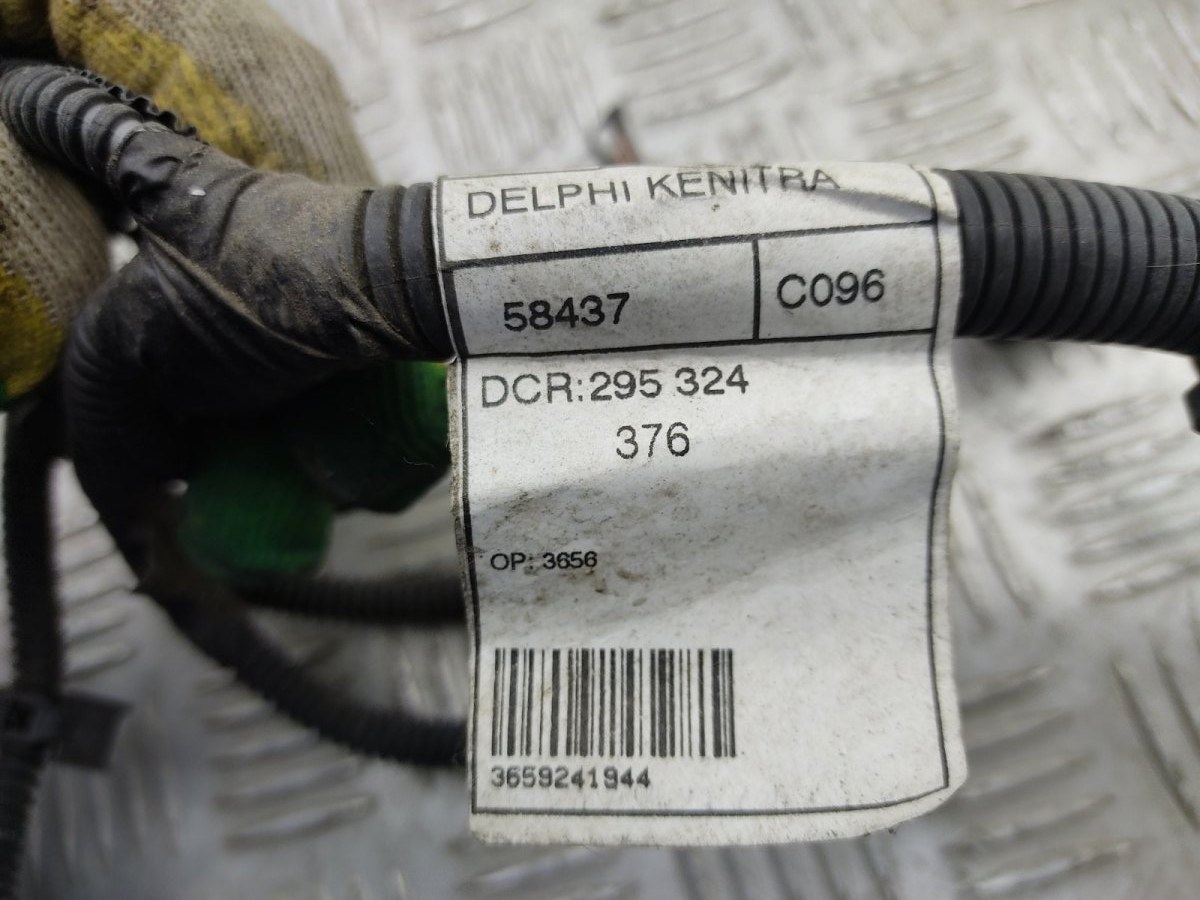 DELPHI KENITRA
58437 C096
DCR: 295 324
376
OP: 3656
3659241944